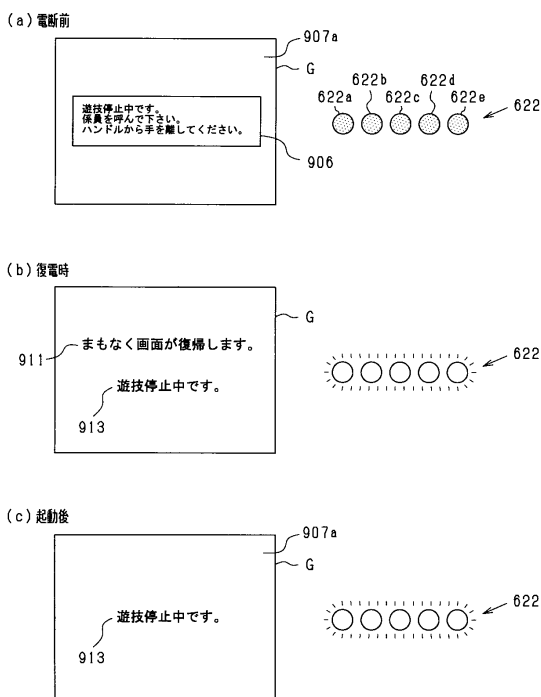 (a)電断前
907a
G
遊技停止中です。
係員を呼んで下さい。
ハンドルから手を離してください。
906
622b 622d
622a 622c 622e
622
(b)復電時
G
まもなく画面が復帰します。
911
遊技停止中です。
913
622
(c)起動後
907a
G
遊技停止中です。
913
622